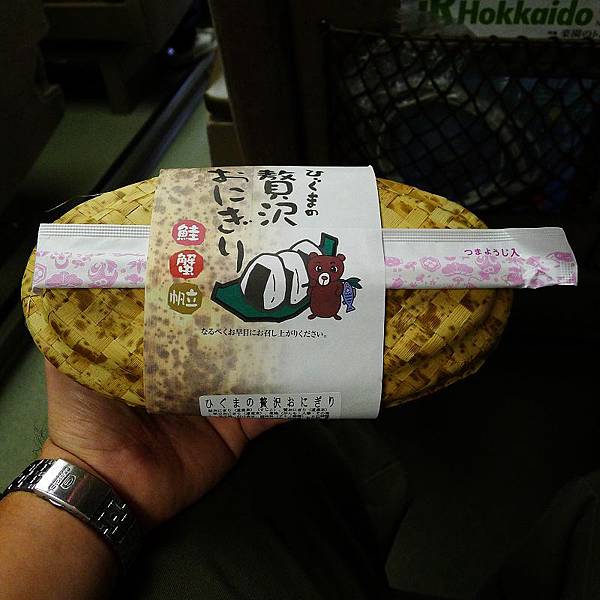 JR Hokkaido
ひぐまの
贅沢
おにぎり
鮭
蟹
帆立
つまようじ入
なるべくお早目にお召し上がりください。
ひぐまの贅沢おにぎり